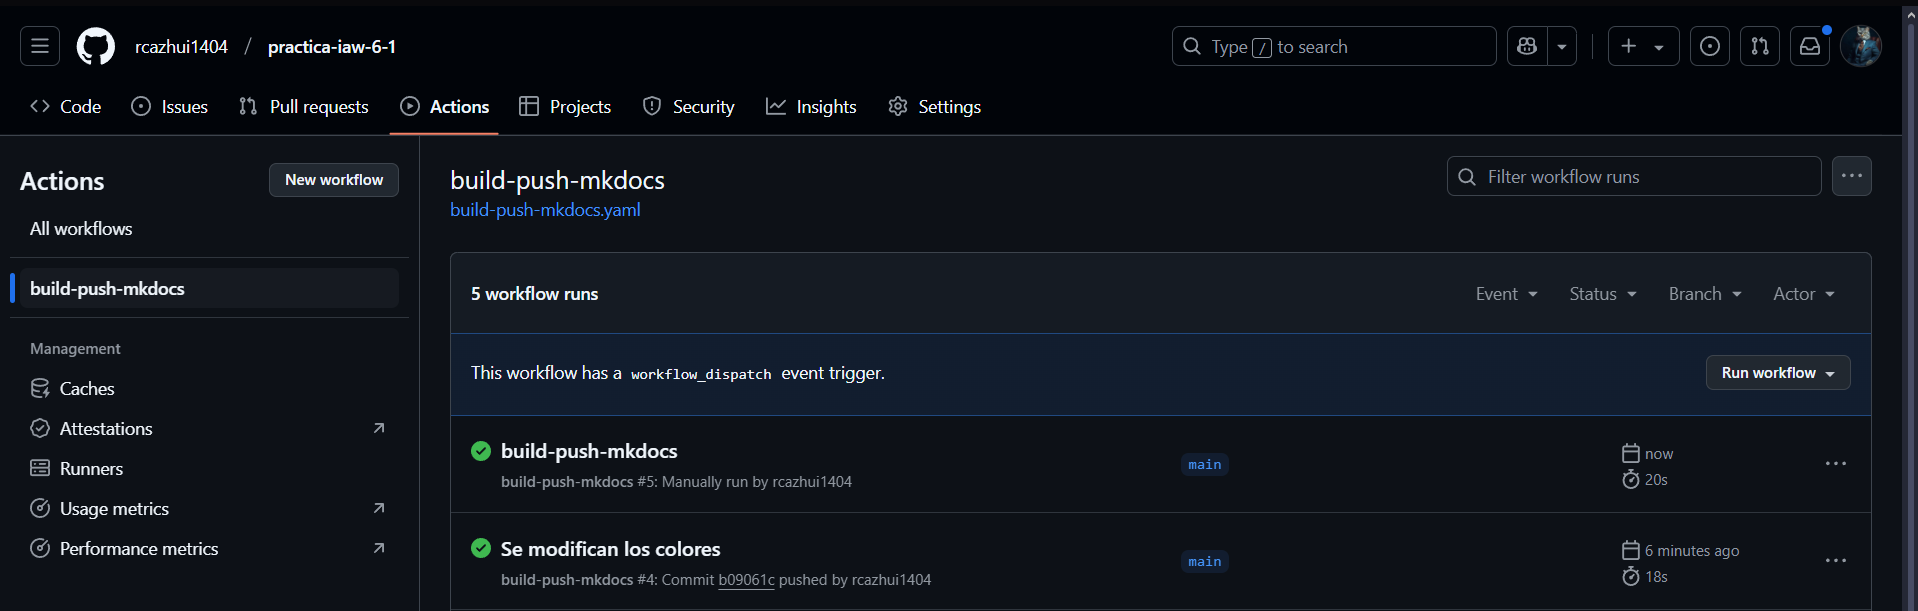 rcazhui1404 / practica-iaw-6-1
Type / to search
Code
Issues
Pull requests
Actions
Projects
Security
Insights
Settings
Actions
New workflow
All workflows
build-push-mkdocs
Management
Caches
Attestations
Runners
Usage metrics
Performance metrics
build-push-mkdocs
build-push-mkdocs.yaml
Filter workflow runs
5 workflow runs
Event
Status
Branch
Actor
This workflow has a workflow_dispatch event trigger.
Run workflow
build-push-mkdocs
build-push-mkdocs #5: Manually run by rcazhui1404
main
now
20s
Se modifican los colores
build-push-mkdocs #4: Commit b09061c pushed by rcazhui1404
main
6 minutes ago
18s